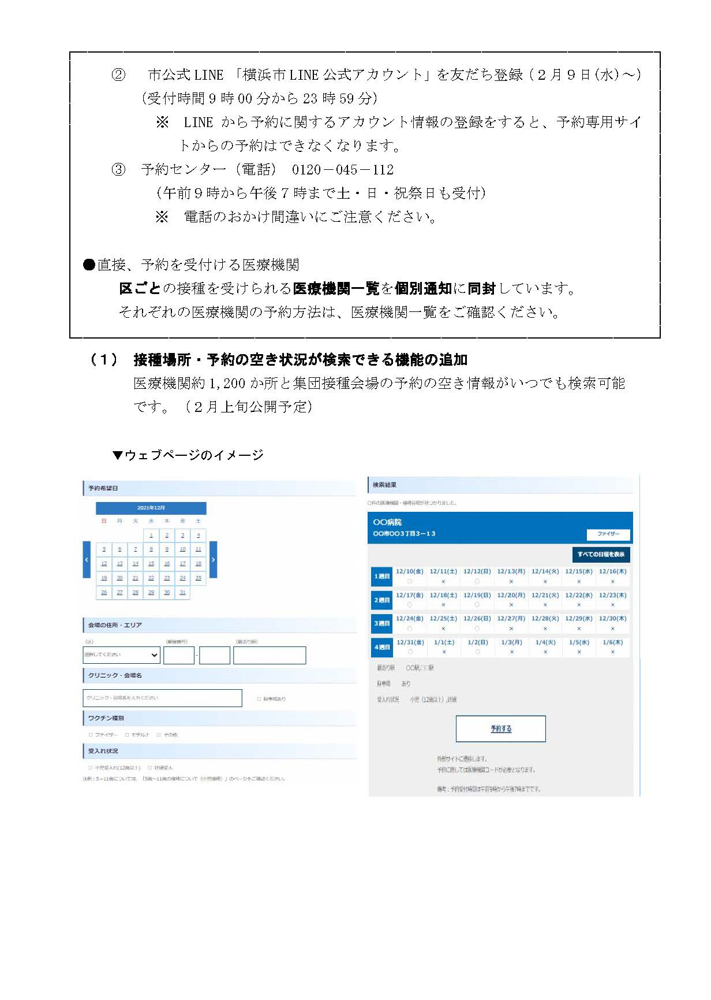 ② 市公式 LINE 「横浜市 LINE 公式アカウント」を友だち登録（２月９日(水)～）
（受付時間 9 時 00 分から 23 時 59 分）
※ LINE から予約に関するアカウント情報の登録をすると、予約専用サイ
トからの予約はできなくなります。
③ 予約センター（電話） 0120－045－112
（午前９時から午後７時まで土・日・祝祭日も受付）
※ 電話のおかけ間違いにご注意ください。
●直接、予約を受付ける医療機関
区ごとの接種を受けられる医療機関一覧を個別通知に同封しています。
それぞれの医療機関の予約方法は、医療機関一覧をご確認ください。
（１） 接種場所・予約の空き状況が検索できる機能の追加
医療機関約 1,200 か所と集団接種会場の予約の空き情報がいつでも検索可能
です。（２月上旬公開予定）
▼ウェブページのイメージ
予約希望日
2021年12月
日 月 火 水 木 金 土
1 2 3 4
5 6 7 8 9 10 11
12 13 14 15 16 17 18
19 20 21 22 23 24 25
26 27 28 29 30 31
会場の住所・エリア
（区） （郵便番号） （最寄り駅）
選択してください -
クリニック・会場名
クリニック・会場名を入力ください □ 駐車場あり
ワクチン種別
□ ファイザー □ モデルナ □ その他
受入れ状況
□ 小児受入れ(12歳以上) □ 妊婦受入
注釈：5－11歳については、「5歳～11歳の接種について（小児接種）」のページをご確認ください。
検索結果
○件の医療機関・接種会場が見つかりました。
〇〇病院
〇〇市〇〇３丁目３－１３
ファイザー
すべての日程を表示
1週目 12/10(金) 12/11(土) 12/12(日) 12/13(月) 12/14(火) 12/15(水) 12/16(木)
○ × ○ × × × ×
2週目 12/17(金) 12/18(土) 12/19(日) 12/20(月) 12/21(火) 12/22(水) 12/23(木)
○ × ○ × × × ×
3週目 12/24(金) 12/25(土) 12/26(日) 12/27(月) 12/28(火) 12/29(水) 12/30(木)
○ × ○ × × × ×
4週目 12/31(金) 1/1(土) 1/2(日) 1/3(月) 1/4(火) 1/5(水) 1/6(木)
○ × ○ × × × ×
最寄り駅 〇〇駅,□□駅
駐車場 あり
受入れ状況 小児（12歳以上）,妊婦
予約する
外部サイトに遷移します。
予約に際しては医療機関コードが必要となります。
備考：予約受付時間は午前9時から午後7時までです。